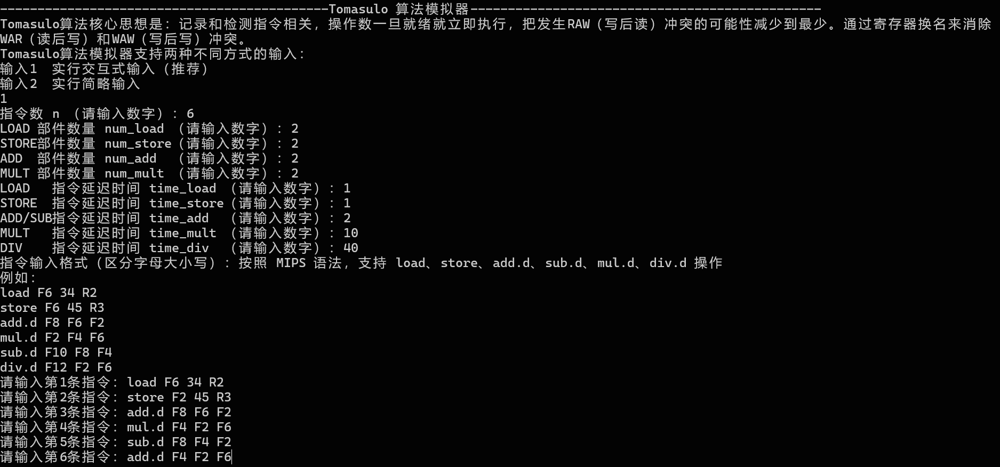 --------------------------------------------Tomasulo 算法模拟器-----------------------------------------------
Tomasulo算法核心思想是：记录和检测指令相关，操作数一旦就绪就立即执行，把发生RAW（写后读）冲突的可能性减少到最少。通过寄存器换名来消除
WAR（读后写）和WAW（写后写）冲突。
Tomasulo算法模拟器支持两种不同方式的输入：
输入1  实行交互式输入（推荐）
输入2  实行简略输入
1
指令数 n （请输入数字）：6
LOAD 部件数量 num_load （请输入数字）：2
STORE部件数量 num_store（请输入数字）：2
ADD  部件数量 num_add  （请输入数字）：2
MULT 部件数量 num_mult （请输入数字）：2
LOAD   指令延迟时间 time_load （请输入数字）：1
STORE  指令延迟时间 time_store（请输入数字）：1
ADD/SUB指令延迟时间 time_add  （请输入数字）：2
MULT   指令延迟时间 time_mult （请输入数字）：10
DIV    指令延迟时间 time_div  （请输入数字）：40
指令输入格式（区分字母大小写）：按照 MIPS 语法，支持 load、store、add.d、sub.d、mul.d、div.d 操作
例如：
load F6 34 R2
store F6 45 R3
add.d F8 F6 F2
mul.d F2 F4 F6
sub.d F10 F8 F4
div.d F12 F2 F6
请输入第1条指令：load F6 34 R2
请输入第2条指令：store F2 45 R3
请输入第3条指令：add.d F8 F6 F2
请输入第4条指令：mul.d F4 F2 F6
请输入第5条指令：sub.d F8 F4 F2
请输入第6条指令：add.d F4 F2 F6